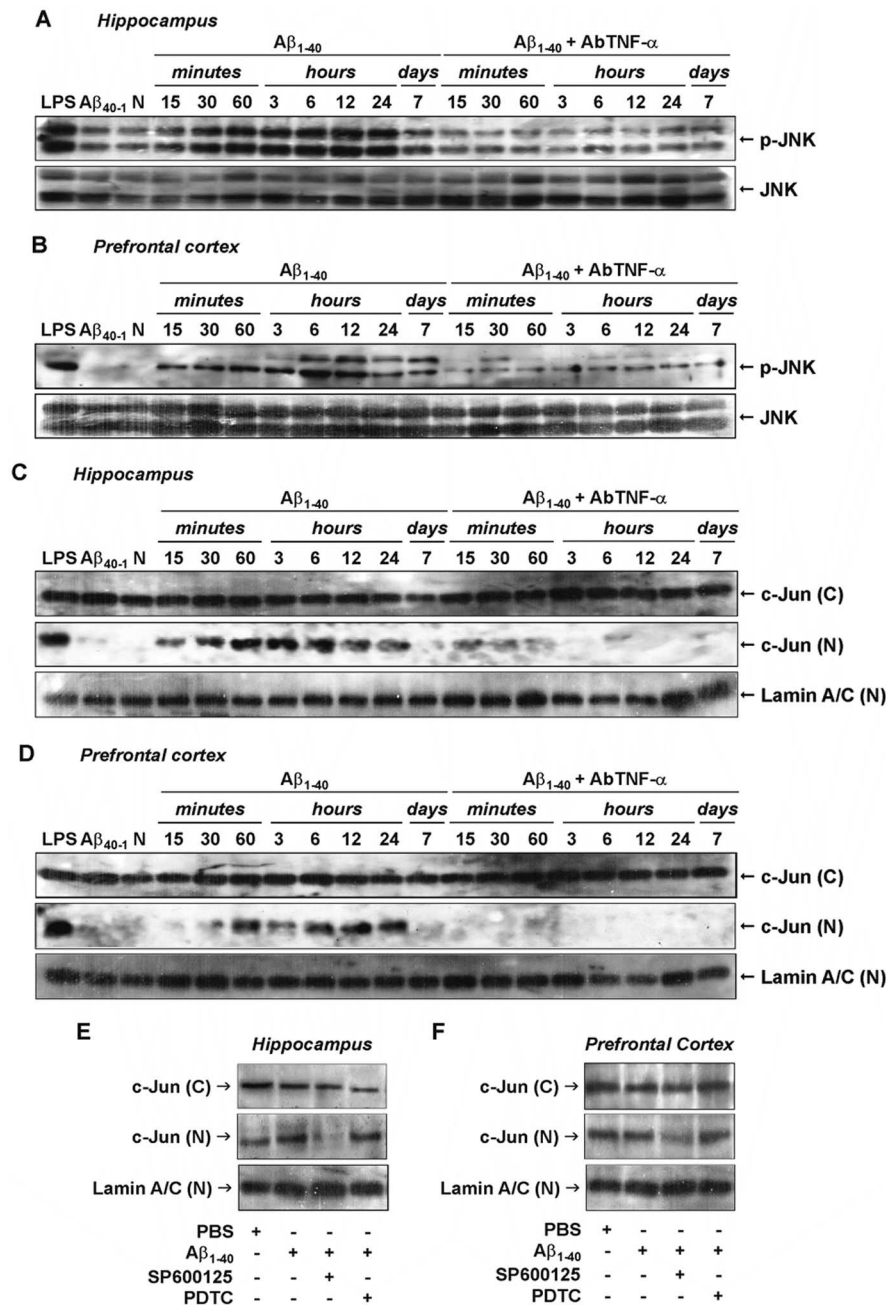 A Hippocampus
Aβ1-40 Aβ1-40 + AbTNF-α
minutes hours days minutes hours days
LPS Aβ40-1 N 15 30 60 3 6 12 24 7 15 30 60 3 6 12 24 7
← p-JNK
← JNK
B Prefrontal cortex
Aβ1-40 Aβ1-40 + AbTNF-α
minutes hours days minutes hours days
LPS Aβ40-1 N 15 30 60 3 6 12 24 7 15 30 60 3 6 12 24 7
← p-JNK
← JNK
C Hippocampus
Aβ1-40 Aβ1-40 + AbTNF-α
minutes hours days minutes hours days
LPS Aβ40-1 N 15 30 60 3 6 12 24 7 15 30 60 3 6 12 24 7
← c-Jun (C)
← c-Jun (N)
← Lamin A/C (N)
D Prefrontal cortex
Aβ1-40 Aβ1-40 + AbTNF-α
minutes hours days minutes hours days
LPS Aβ40-1 N 15 30 60 3 6 12 24 7 15 30 60 3 6 12 24 7
← c-Jun (C)
← c-Jun (N)
← Lamin A/C (N)
E Hippocampus
c-Jun (C) →
c-Jun (N) →
Lamin A/C (N) →
PBS + - - -
Aβ1-40 - + + +
SP600125 - - + -
PDTC - - - +
F Prefrontal Cortex
c-Jun (C) →
c-Jun (N) →
Lamin A/C (N) →
PBS + - - -
Aβ1-40 - + + +
SP600125 - - + -
PDTC - - - +